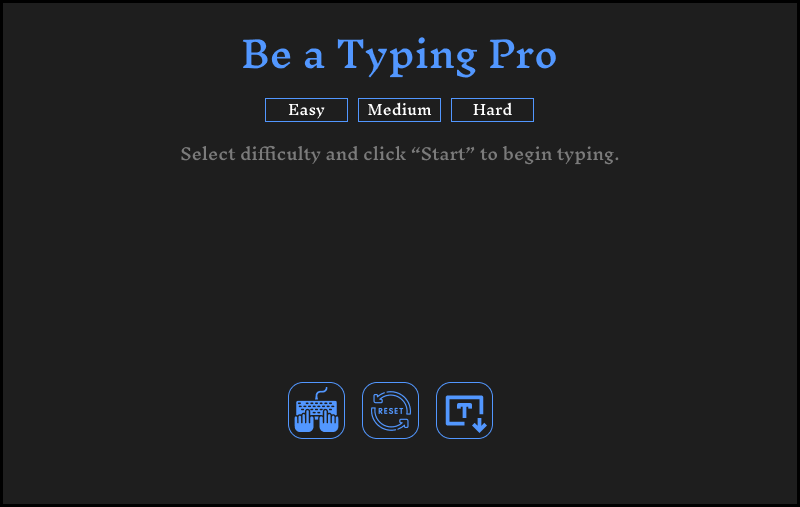 Be a Typing Pro
Easy Medium Hard
Select difficulty and click “Start” to begin typing.
RESET T